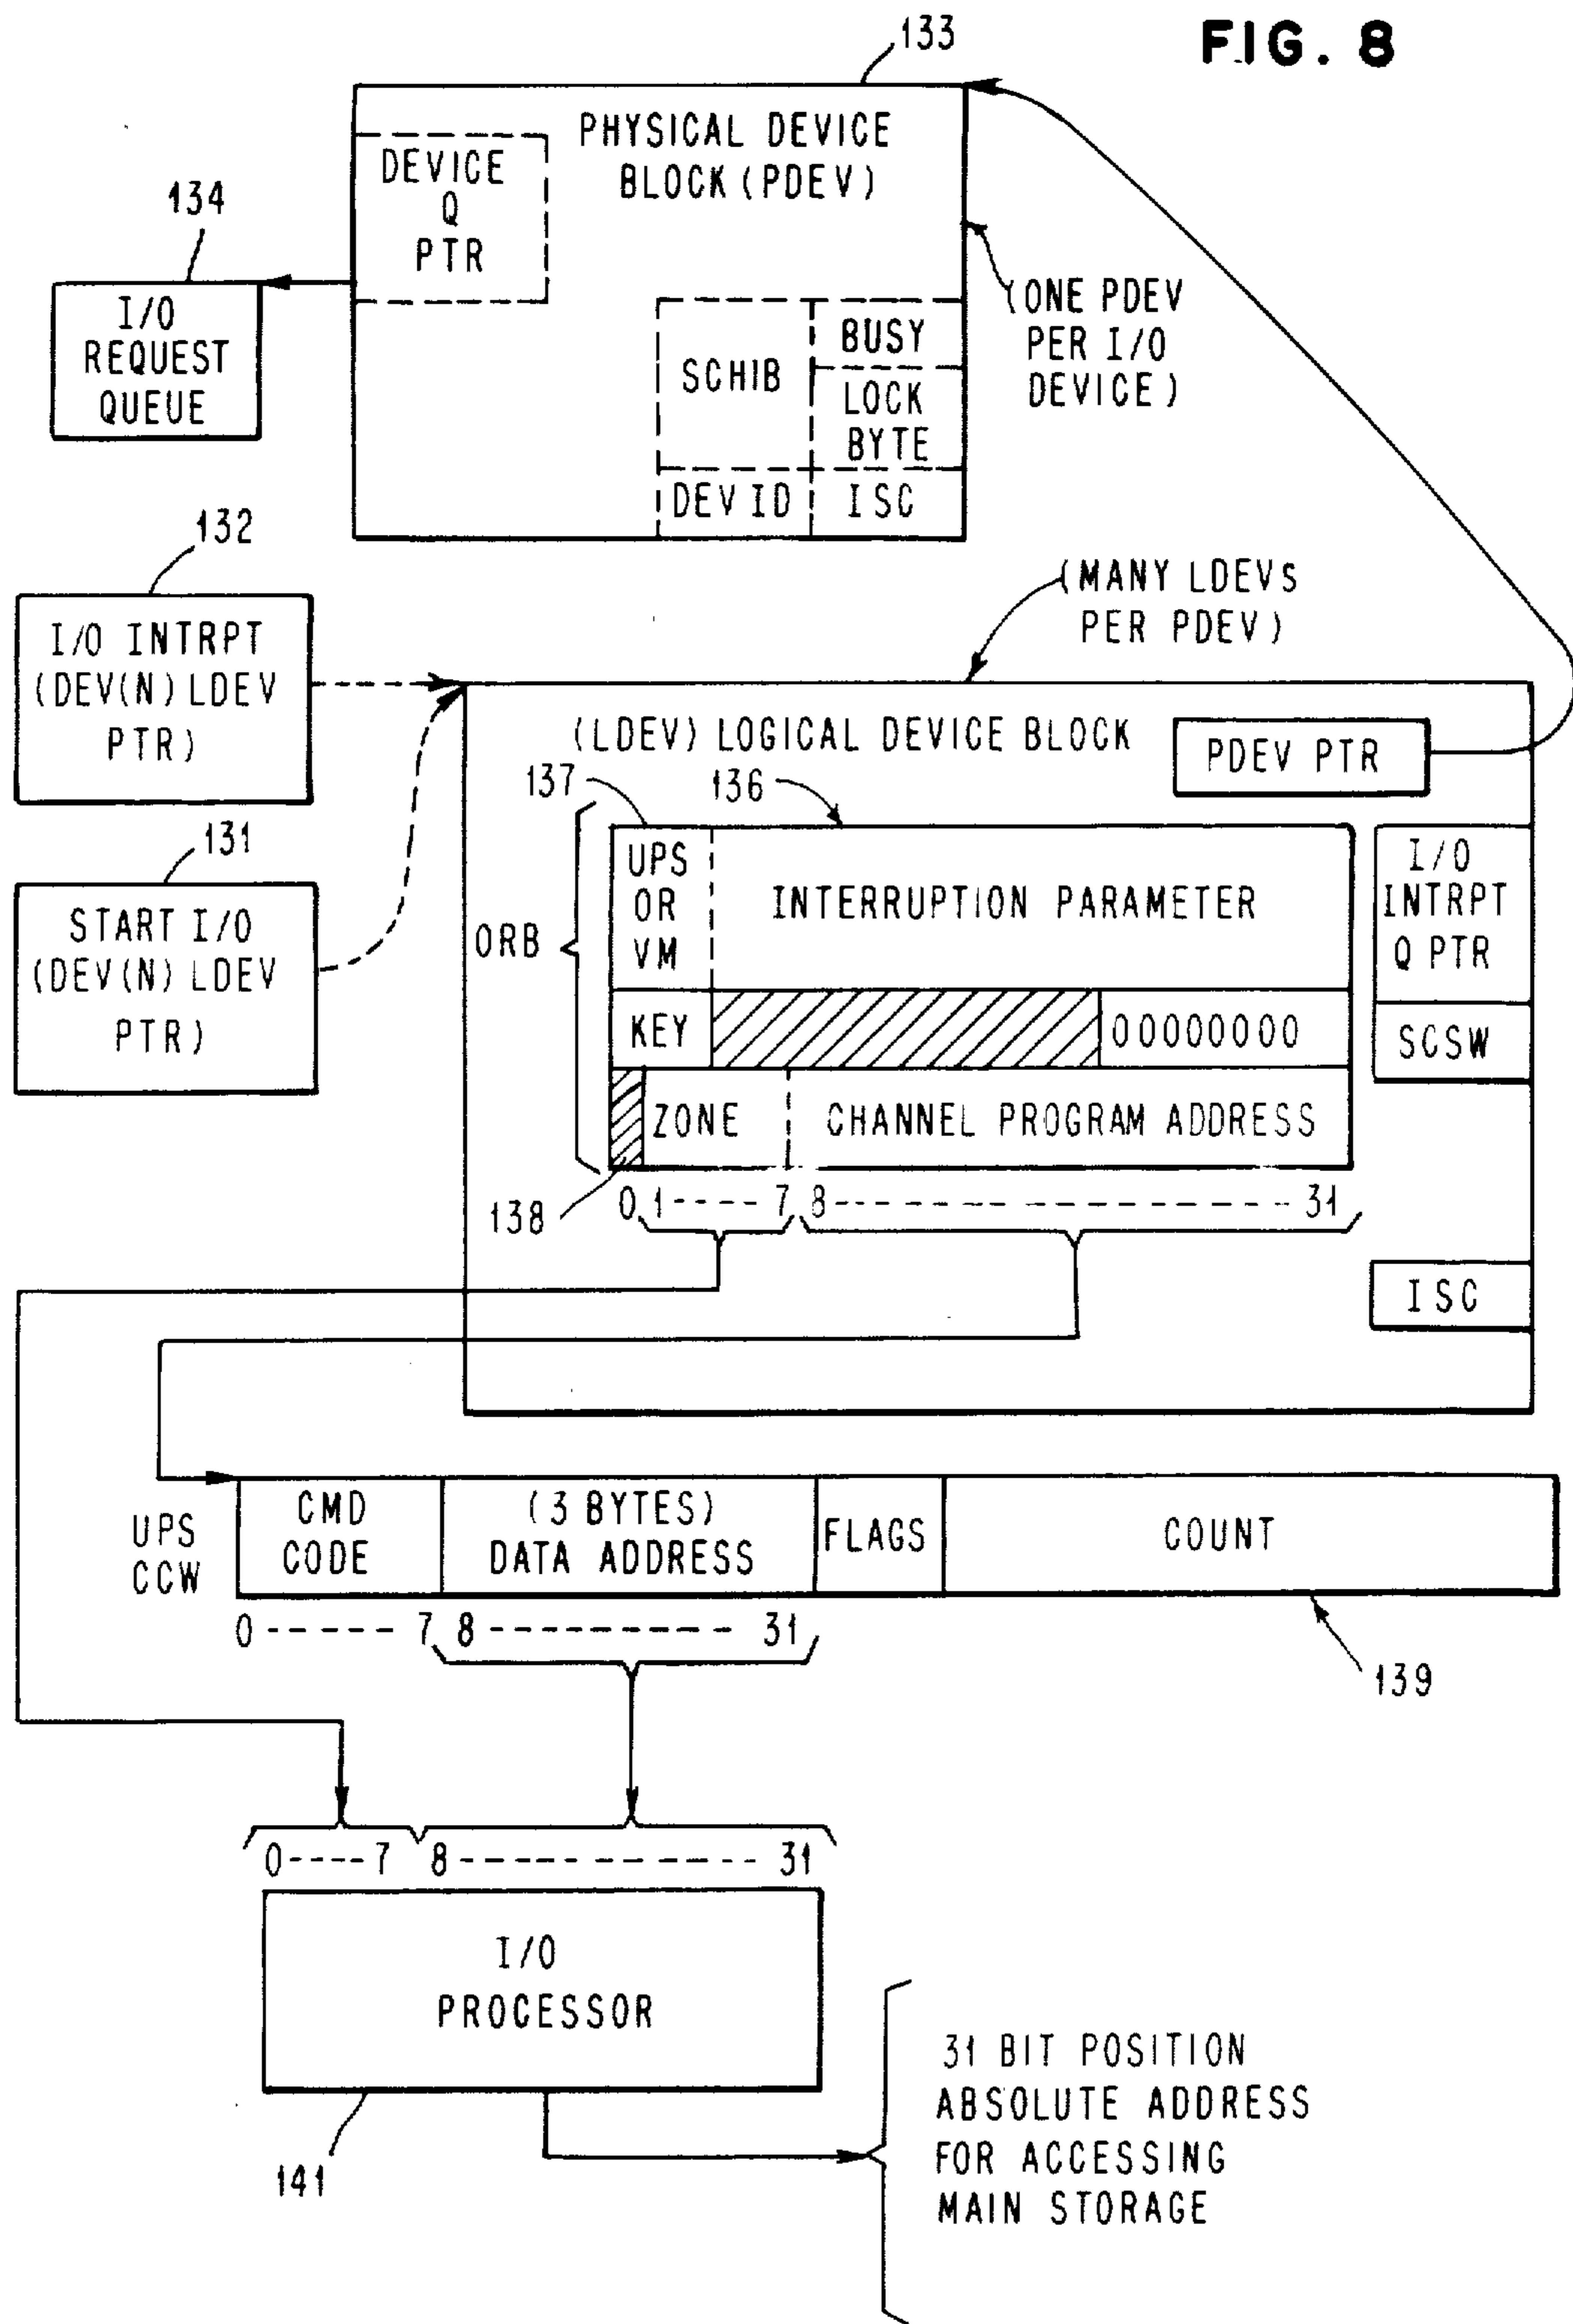 FIG. 8
133
PHYSICAL DEVICE
BLOCK (PDEV)
DEVICE
Q
PTR
134
I/O
REQUEST
QUEUE
(ONE PDEV
PER I/O
DEVICE)
SCHIB
BUSY
LOCK
BYTE
DEV ID
ISC
132
I/O INTRPT
(DEV(N) LDEV
PTR)
(MANY LDEVS
PER PDEV)
(LDEV) LOGICAL DEVICE BLOCK
PDEV PTR
131
START I/O
(DEV(N) LDEV
PTR)
137
136
ORB
UPS
OR
VM
INTERRUPTION PARAMETER
I/O
INTRPT
Q PTR
KEY
00000000
SCSW
ZONE
CHANNEL PROGRAM ADDRESS
138
0 1 ---- 7 8 -------------- 31
ISC
UPS
CCW
CMD
CODE
(3 BYTES)
DATA ADDRESS
FLAGS
COUNT
0 ----- 7 8 --------- 31
139
0 ---- 7 8 ------------ 31
I/O
PROCESSOR
141
31 BIT POSITION
ABSOLUTE ADDRESS
FOR ACCESSING
MAIN STORAGE